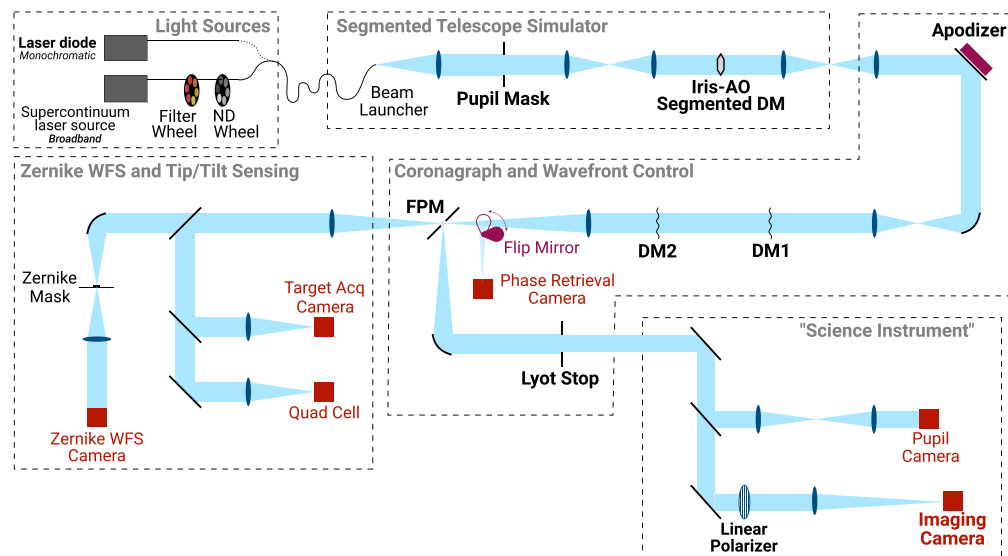 Light Sources
Laser diode
Monochromatic
Supercontinuum
laser source
Broadband
Filter
Wheel
ND
Wheel
Segmented Telescope Simulator
Beam
Launcher
Pupil Mask
Iris-AO
Segmented DM
Apodizer
Zernike WFS and Tip/Tilt Sensing
Zernike
Mask
Target Acq
Camera
Quad Cell
Zernike WFS
Camera
Coronagraph and Wavefront Control
FPM
Flip Mirror
DM2
DM1
Phase Retrieval
Camera
Lyot Stop
"Science Instrument"
Pupil
Camera
Linear
Polarizer
Imaging
Camera